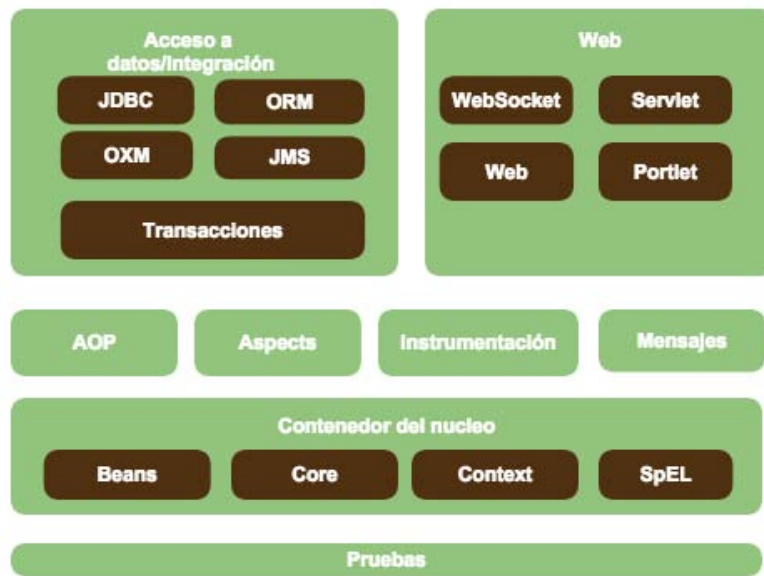 Acceso a
datos/Integración
JDBC
ORM
OXM
JMS
Transacciones
Web
WebSocket
Servlet
Web
Portlet
AOP
Aspects
Instrumentación
Mensajes
Contenedor del nucleo
Beans
Core
Context
SpEL
Pruebas